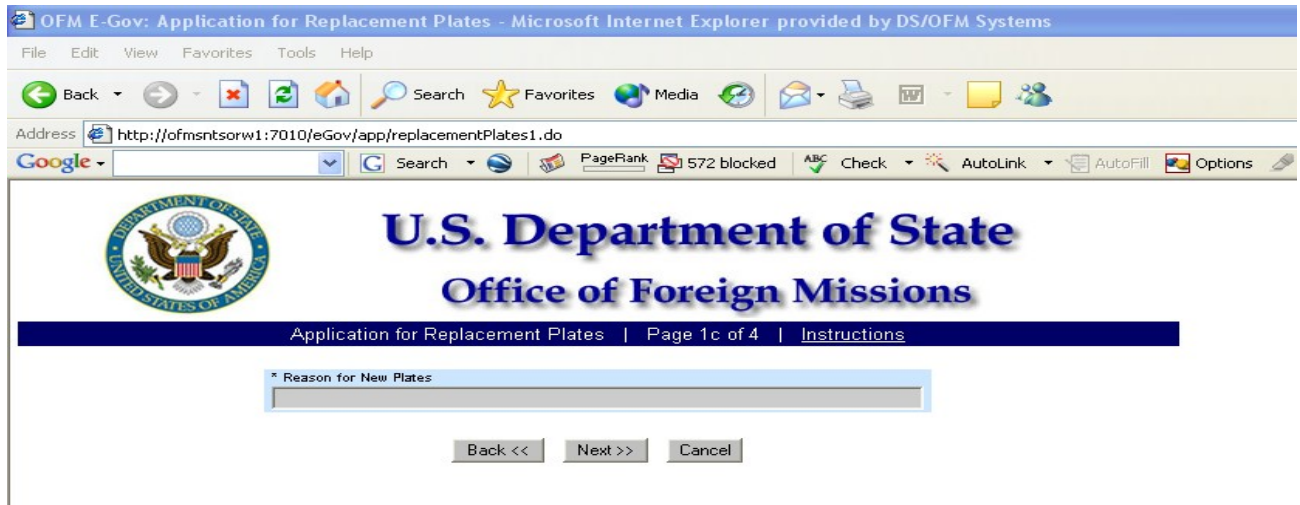 OFM E-Gov: Application for Replacement Plates - Microsoft Internet Explorer provided by DS/OFM Systems
File Edit View Favorites Tools Help
Back Search Favorites Media
Address http://ofmsntsorw1:7010/eGov/app/replacementPlates1.do
Google Search PageRank 572 blocked ABC Check AutoLink AutoFill Options
DEPARTMENT OF STATE
UNITED STATES OF AMERICA
U.S. Department of State
Office of Foreign Missions
Application for Replacement Plates | Page 1c of 4 | Instructions
* Reason for New Plates
Back << Next >> Cancel